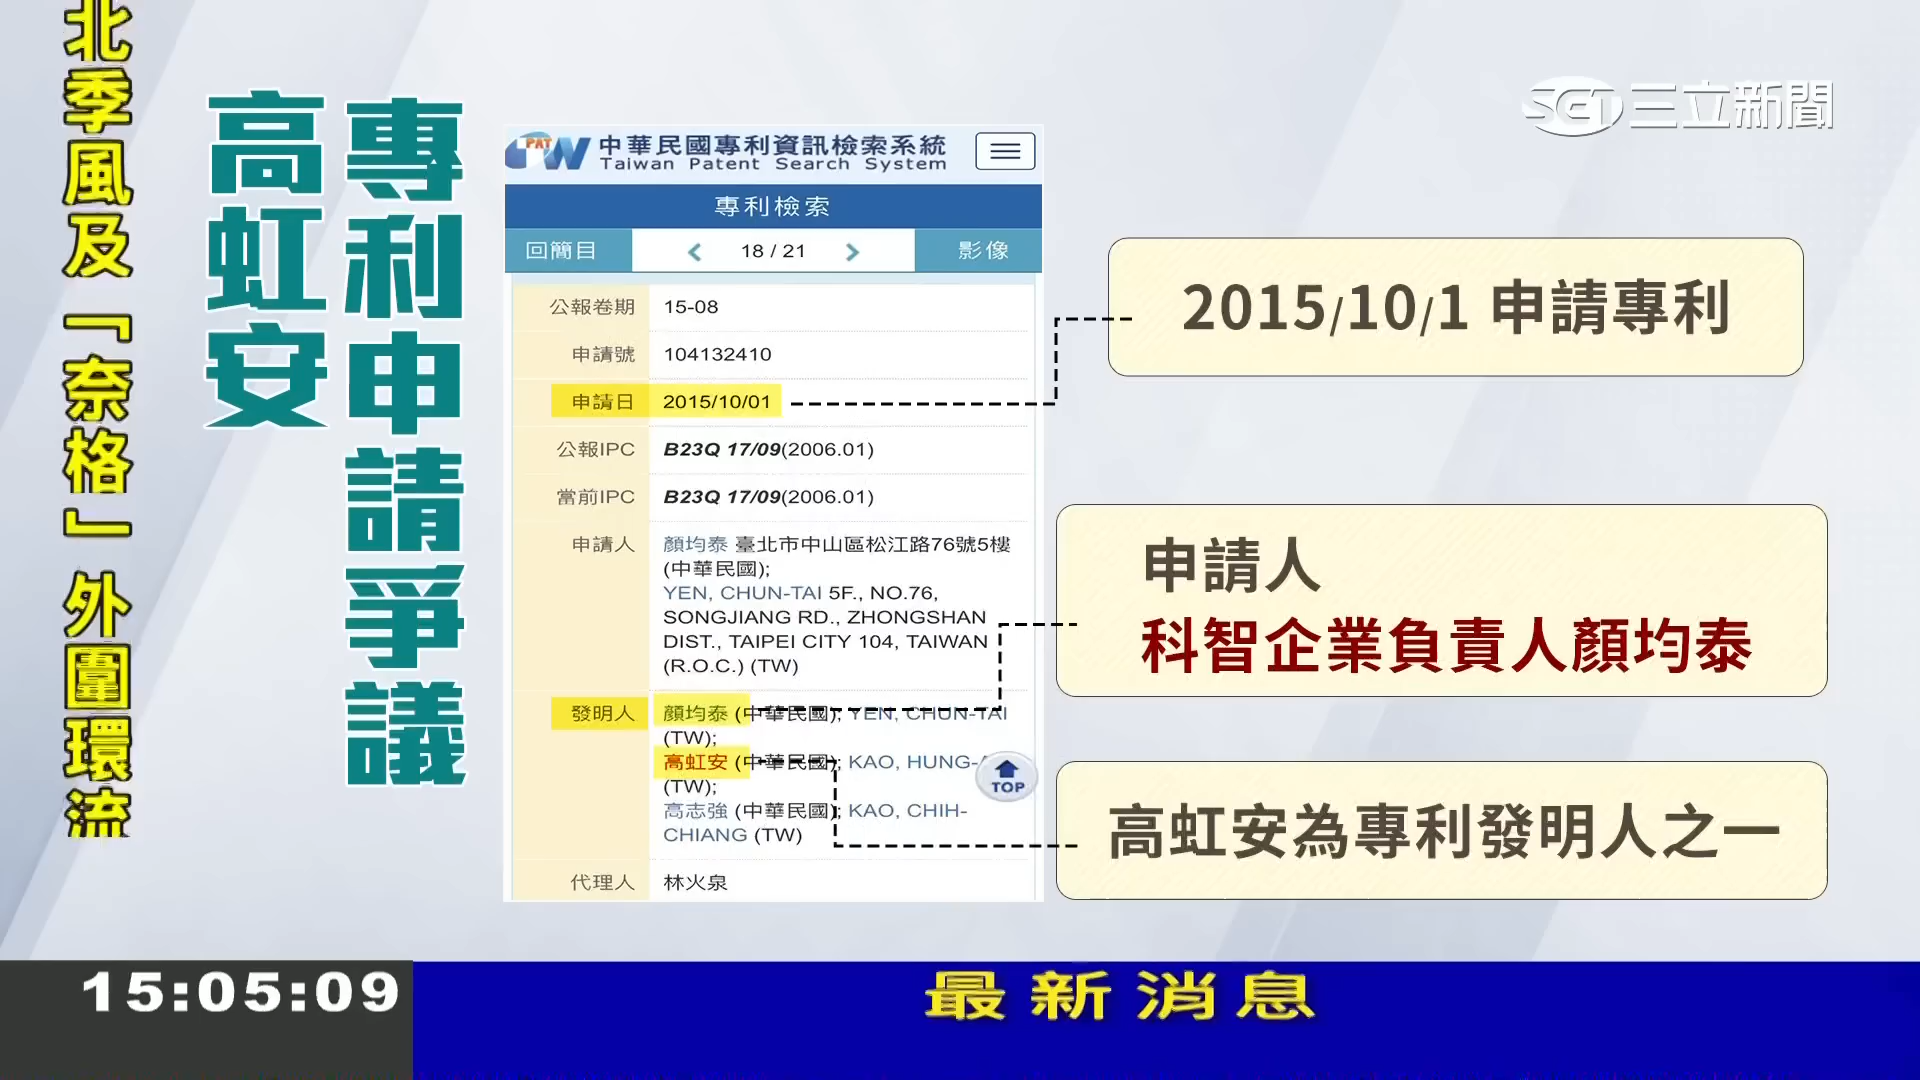 北季風及「奈格」外圍環流
高虹安
專利申請爭議
SET三立新聞
PAT W 中華民國專利資訊檢索系統
Taiwan Patent Search System
專利檢索
回簡目 18 / 21 影像
公報卷期 15-08
申請號 104132410
申請日 2015/10/01
公報IPC B23Q 17/09(2006.01)
當前IPC B23Q 17/09(2006.01)
申請人 顏均泰 臺北市中山區松江路76號5樓
(中華民國);
YEN, CHUN-TAI 5F., NO.76,
SONGJIANG RD., ZHONGSHAN
DIST., TAIPEI CITY 104, TAIWAN
(R.O.C.) (TW)
發明人 顏均泰 (中華民國); YEN, CHUN-TAI
(TW);
高虹安 (中華民國); KAO, HUNG-
(TW);
高志強 (中華民國); KAO, CHIH-
CHIANG (TW)
TOP
代理人 林火泉
2015/10/1 申請專利
申請人
科智企業負責人顏均泰
高虹安為專利發明人之一
15:05:09
最新消息